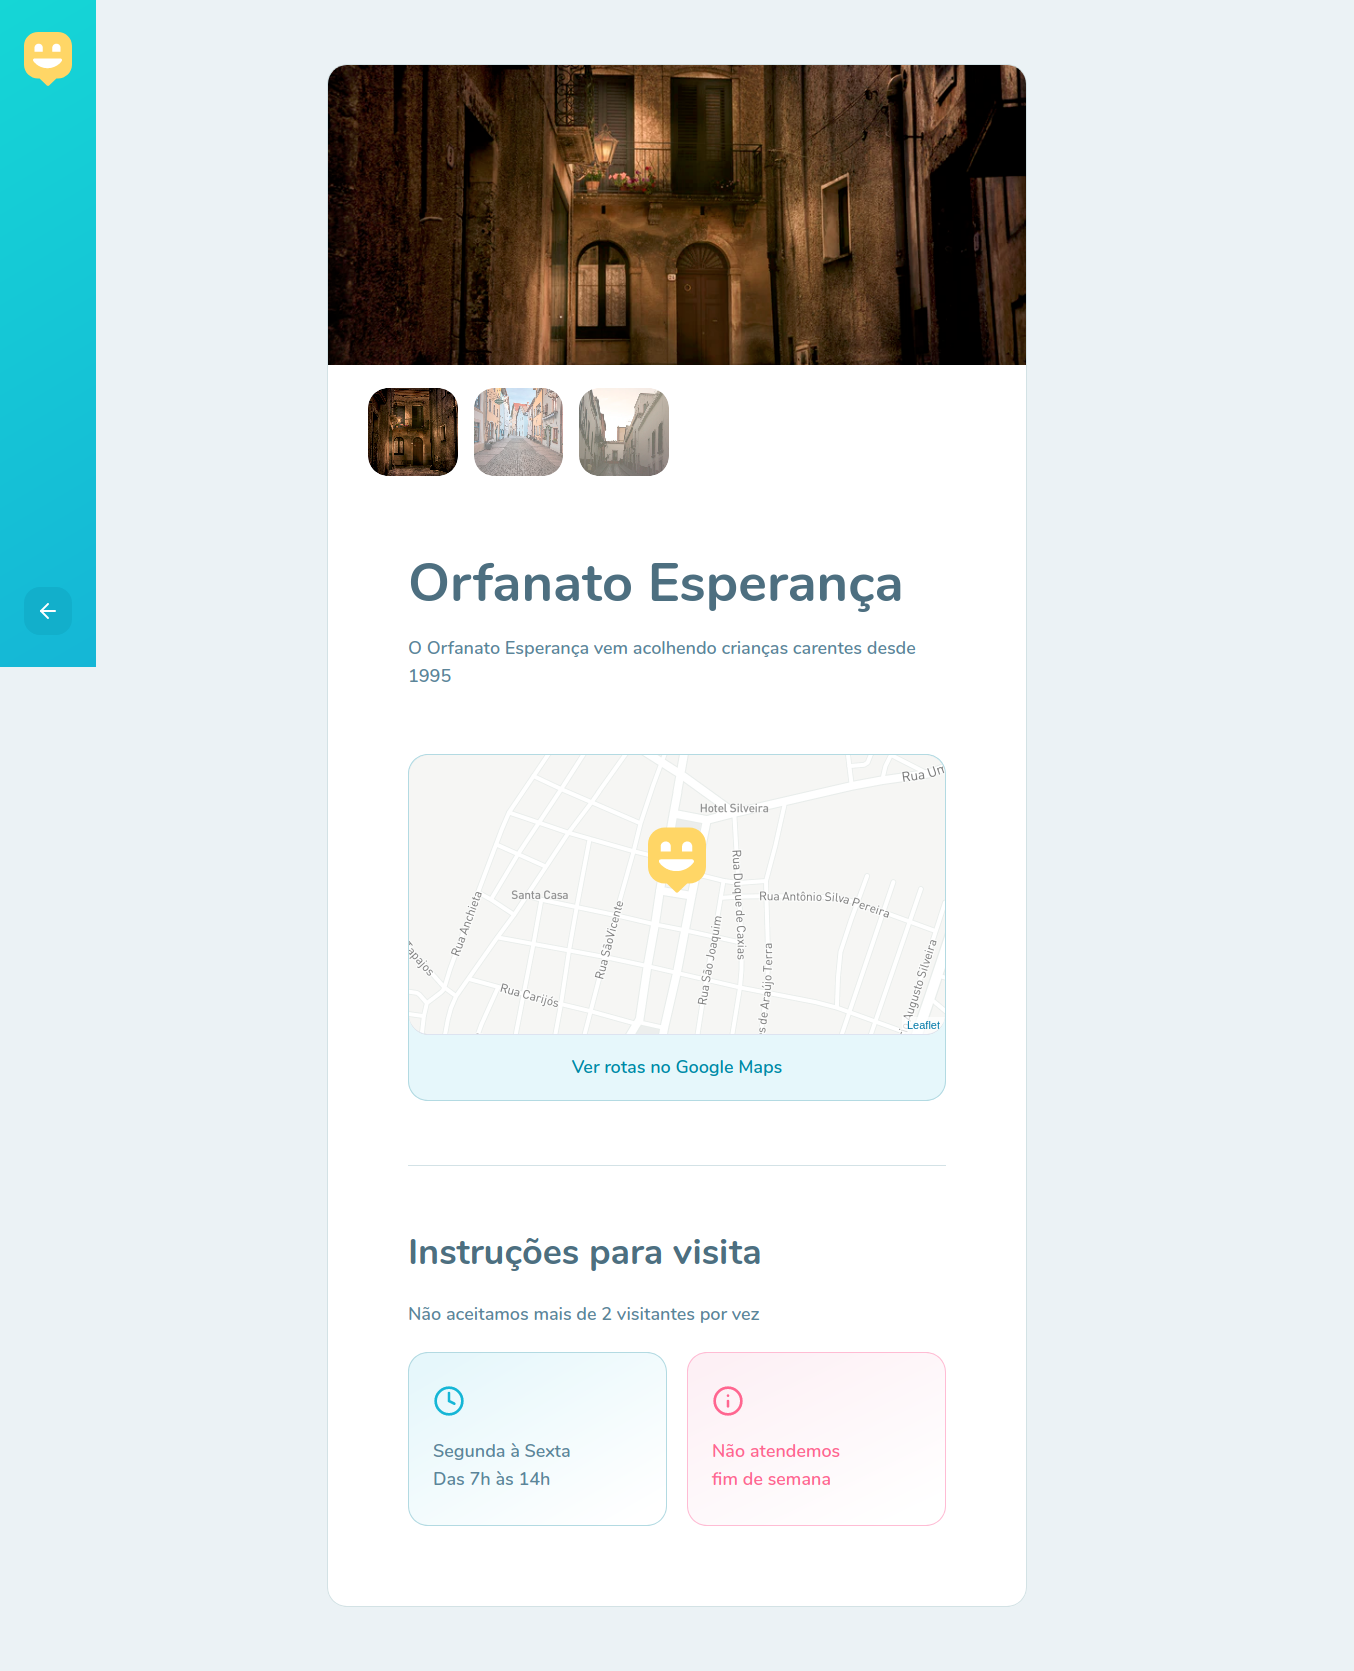 Orfanato Esperança
O Orfanato Esperança vem acolhendo crianças carentes desde
1995
Rua Un
Hotel Silveira
Rua Duque de Caxias
Santa Casa
Rua Antônio Silva Pereira
Rua Anchieta
Rua SãoVicente
Rua São Joaquim
s de Araújo Terra
Augusto Silveira
Tapajos
Rua Carijós
Leaflet
Ver rotas no Google Maps
Instruções para visita
Não aceitamos mais de 2 visitantes por vez
Segunda à Sexta
Das 7h às 14h
Não atendemos
fim de semana